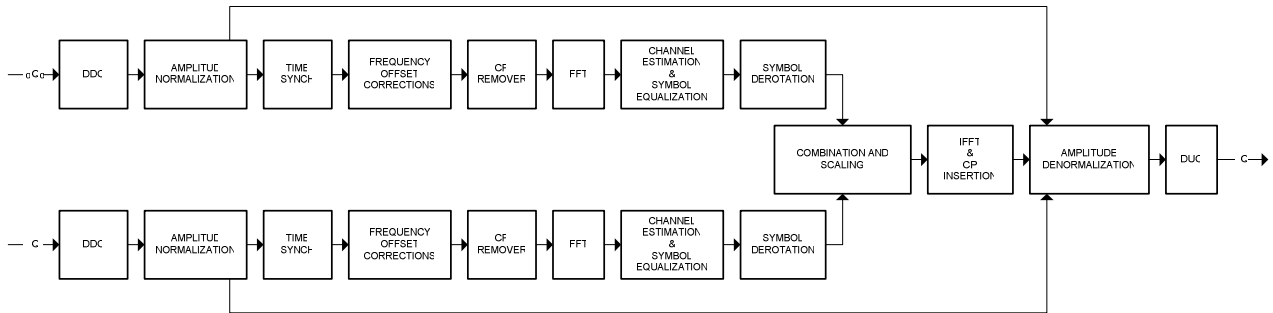 DDC
AMPLITUDE
NORMALIZATION
TIME
SYNCH
FREQUENCY
OFFSET
CORRECTIONS
CP
REMOVER
FFT
CHANNEL
ESTIMATION
&
SYMBOL
EQUALIZATION
SYMBOL
DEROTATION
COMBINATION AND
SCALING
IFFT
&
CP
INSERTION
AMPLITUDE
DENORMALIZATION
DUC
DDC
AMPLITUDE
NORMALIZATION
TIME
SYNCH
FREQUENCY
OFFSET
CORRECTIONS
CP
REMOVER
FFT
CHANNEL
ESTIMATION
&
SYMBOL
EQUALIZATION
SYMBOL
DEROTATION